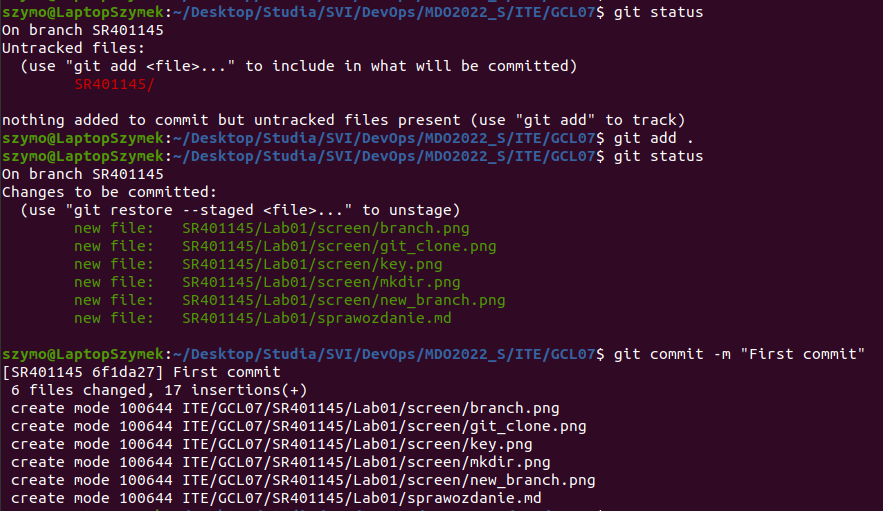 szymo@LaptopSzymek:~/Desktop/Studia/SVI/DevOps/MDO2022_S/ITE/GCL07$ git status
On branch SR401145
Untracked files:
  (use "git add <file>..." to include in what will be committed)
        SR401145/

nothing added to commit but untracked files present (use "git add" to track)
szymo@LaptopSzymek:~/Desktop/Studia/SVI/DevOps/MDO2022_S/ITE/GCL07$ git add .
szymo@LaptopSzymek:~/Desktop/Studia/SVI/DevOps/MDO2022_S/ITE/GCL07$ git status
On branch SR401145
Changes to be committed:
  (use "git restore --staged <file>..." to unstage)
        new file:   SR401145/Lab01/screen/branch.png
        new file:   SR401145/Lab01/screen/git_clone.png
        new file:   SR401145/Lab01/screen/key.png
        new file:   SR401145/Lab01/screen/mkdir.png
        new file:   SR401145/Lab01/screen/new_branch.png
        new file:   SR401145/Lab01/sprawozdanie.md

szymo@LaptopSzymek:~/Desktop/Studia/SVI/DevOps/MDO2022_S/ITE/GCL07$ git commit -m "First commit"
[SR401145 6f1da27] First commit
 6 files changed, 17 insertions(+)
 create mode 100644 ITE/GCL07/SR401145/Lab01/screen/branch.png
 create mode 100644 ITE/GCL07/SR401145/Lab01/screen/git_clone.png
 create mode 100644 ITE/GCL07/SR401145/Lab01/screen/key.png
 create mode 100644 ITE/GCL07/SR401145/Lab01/screen/mkdir.png
 create mode 100644 ITE/GCL07/SR401145/Lab01/screen/new_branch.png
 create mode 100644 ITE/GCL07/SR401145/Lab01/sprawozdanie.md